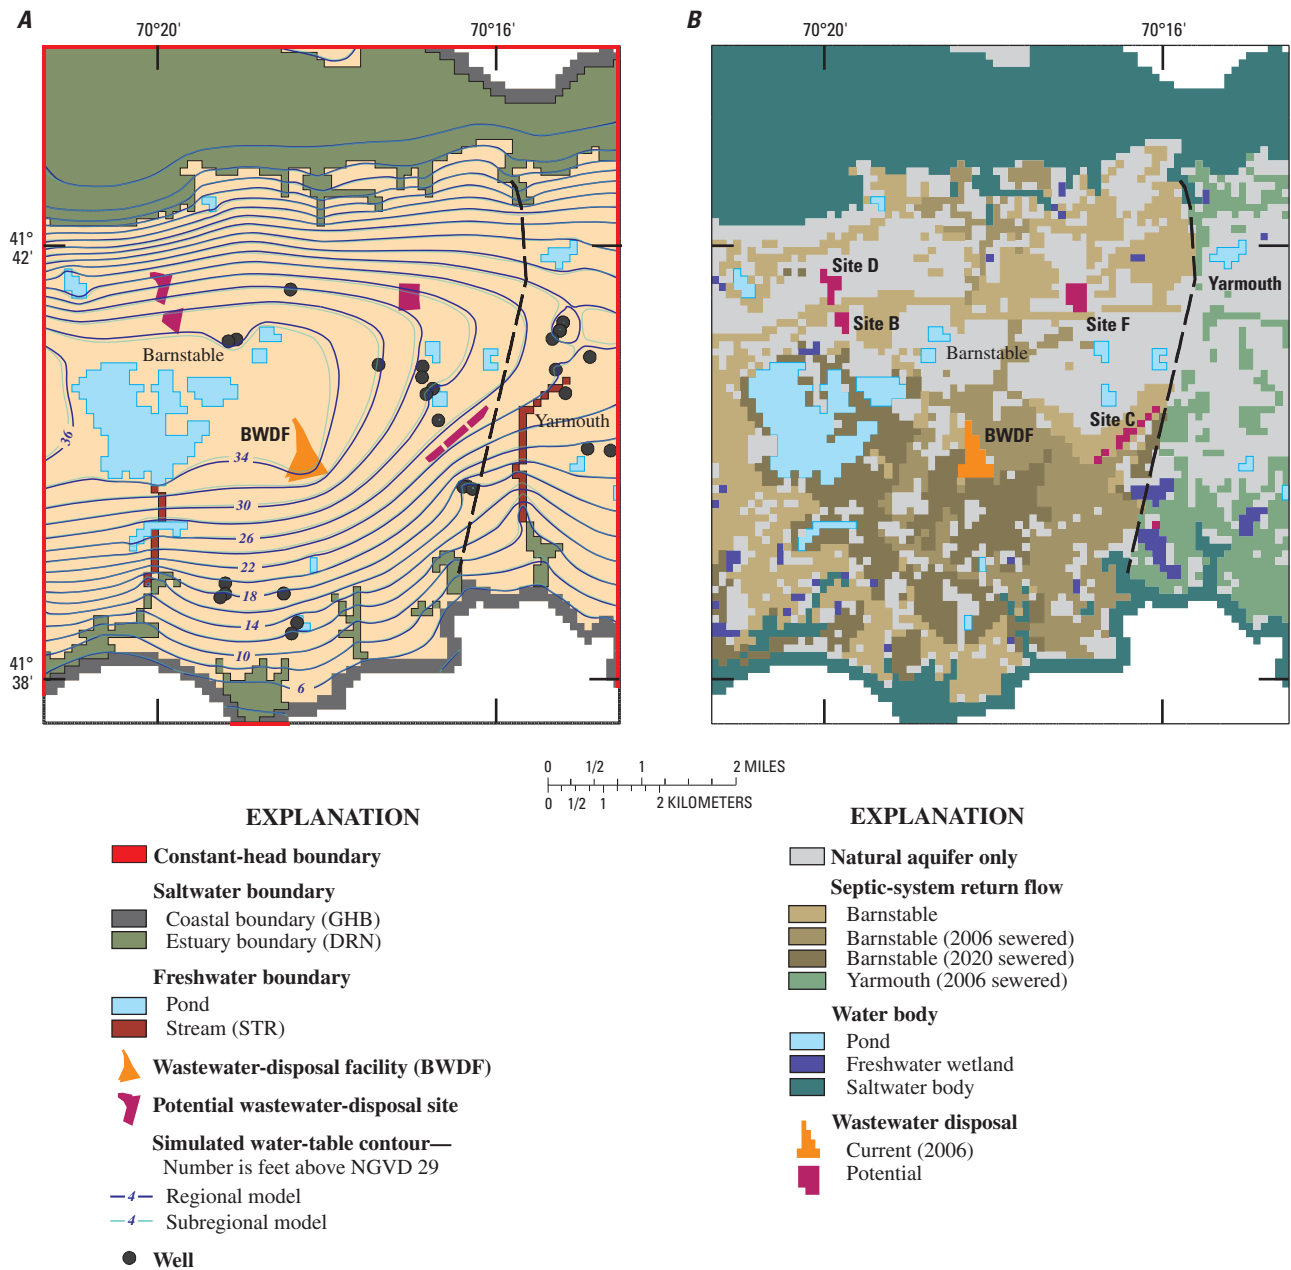 A
70°20'
70°16'
41°
42'
Barnstable
36
BWDF
34
Yarmouth
30
26
22
18
14
10
6
41°
38'
B
70°20'
70°16'
Site D
Yarmouth
Site B
Site F
Barnstable
Site C
BWDF
0 1/2 1 2 MILES
0 1/2 1 2 KILOMETERS
EXPLANATION
Constant-head boundary
Saltwater boundary
Coastal boundary (GHB)
Estuary boundary (DRN)
Freshwater boundary
Pond
Stream (STR)
Wastewater-disposal facility (BWDF)
Potential wastewater-disposal site
Simulated water-table contour—
Number is feet above NGVD 29
4 Regional model
4 Subregional model
Well
EXPLANATION
Natural aquifer only
Septic-system return flow
Barnstable
Barnstable (2006 sewered)
Barnstable (2020 sewered)
Yarmouth (2006 sewered)
Water body
Pond
Freshwater wetland
Saltwater body
Wastewater disposal
Current (2006)
Potential